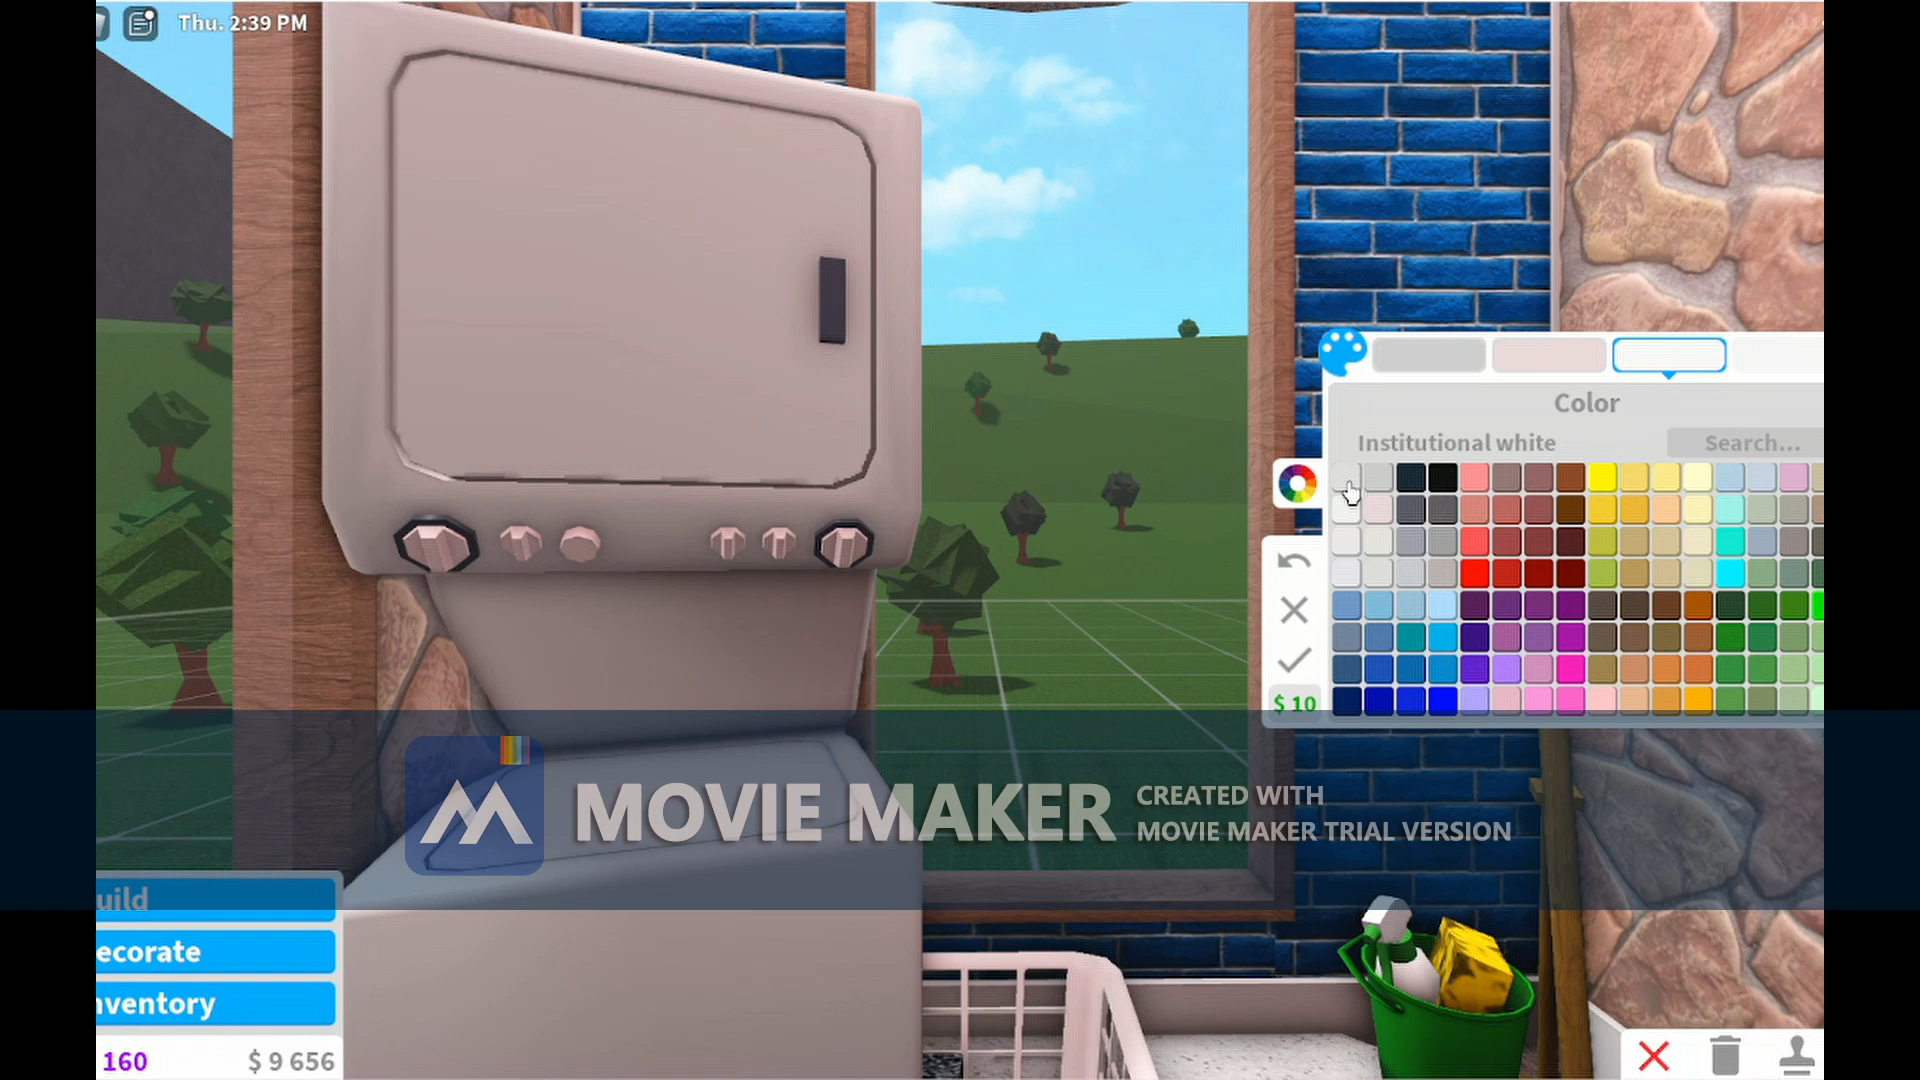 Thu. 2:39 PM
Color
Institutional white
Search...
$ 10
MOVIE MAKER
CREATED WITH
MOVIE MAKER TRIAL VERSION
uild
ecorate
nventory
160
$ 9 656